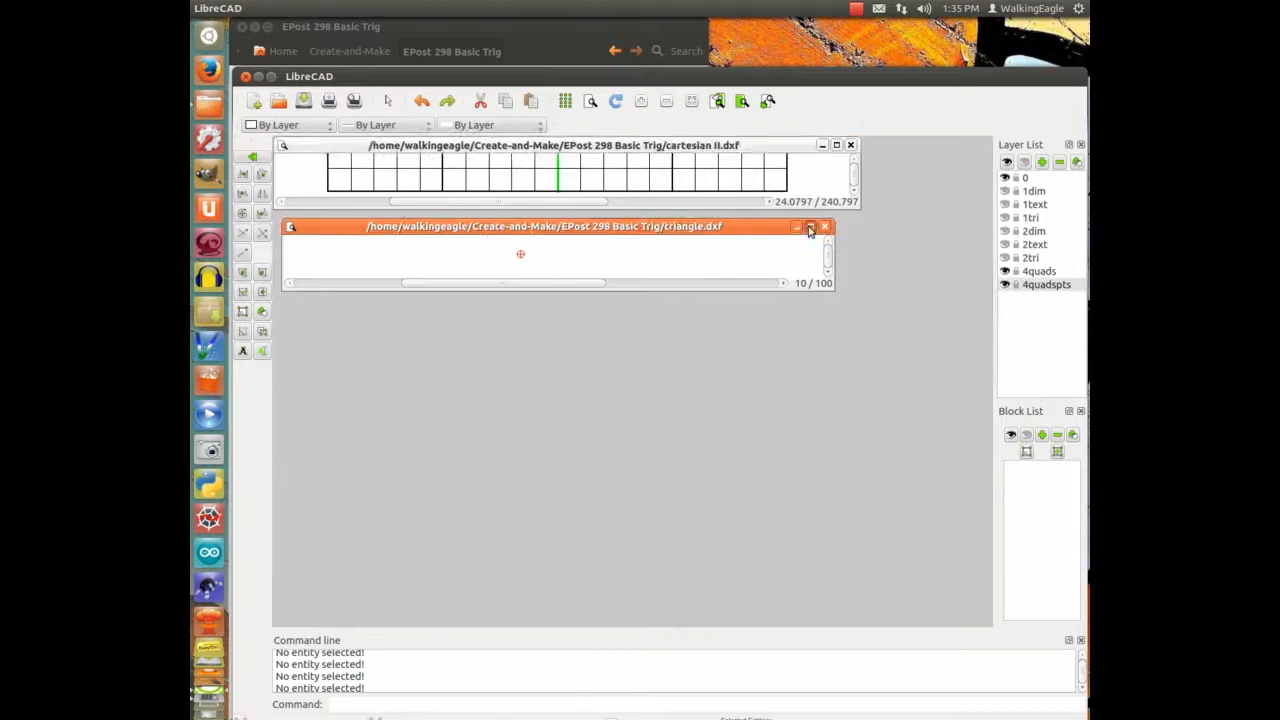 LibreCAD
1:35 PM
WalkingEagle
EPost 298 Basic Trig
Home
Create-and-Make
EPost 298 Basic Trig
Search
LibreCAD
By Layer
By Layer
By Layer
/home/walkingeagle/Create-and-Make/EPost 298 Basic Trig/cartesian II.dxf
24.0797 / 240.797
/home/walkingeagle/Create-and-Make/EPost 298 Basic Trig/triangle.dxf
10 / 100
Layer List
0
1dim
1text
1tri
2dim
2text
2tri
4quads
4quadspts
Block List
Command line
No entity selected!
No entity selected!
No entity selected!
No entity selected!
Command: